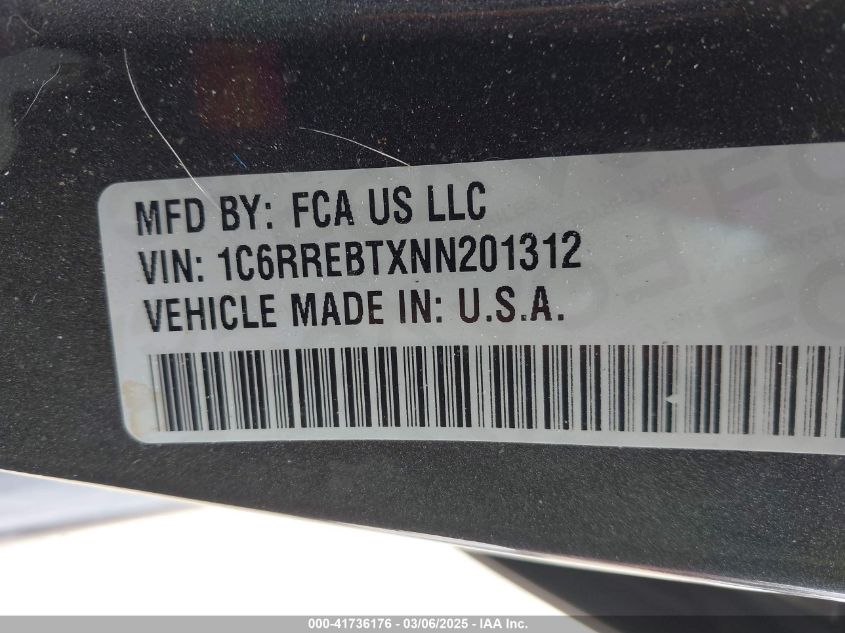 MFD BY: FCA US LLC
VIN: 1C6RREBTXNN201312
VEHICLE MADE IN: U.S.A.
000-41736176 - 03/06/2025 - IAA Inc.